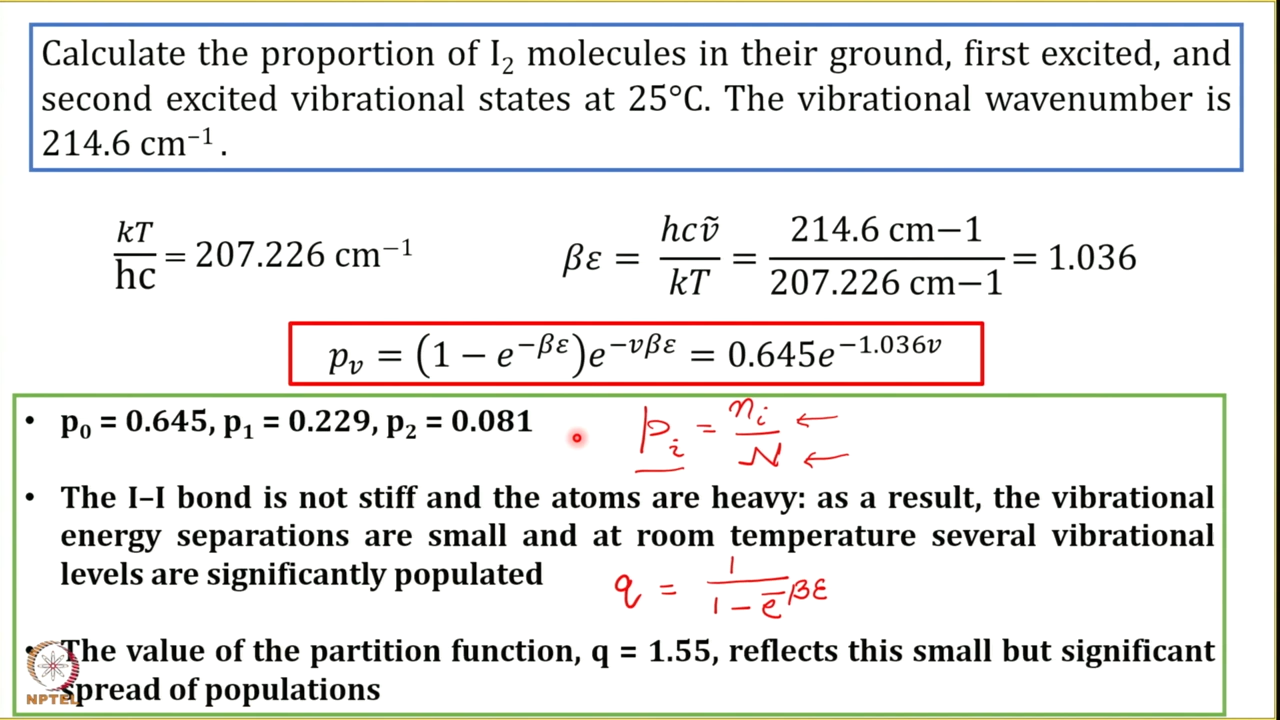 Calculate the proportion of I₂ molecules in their ground, first excited, and
second excited vibrational states at 25°C. The vibrational wavenumber is
214.6 cm⁻¹ .
kT/hc = 207.226 cm⁻¹
βε = hcṽ/kT = 214.6 cm−1/207.226 cm−1 = 1.036
pᵥ = (1 − e^−βε)e^−vβε = 0.645e^−1.036v
• p₀ = 0.645, p₁ = 0.229, p₂ = 0.081
pᵢ = nᵢ/N
• The I–I bond is not stiff and the atoms are heavy: as a result, the vibrational
energy separations are small and at room temperature several vibrational
levels are significantly populated
q = 1/1 − e^−βε
• The value of the partition function, q = 1.55, reflects this small but significant
spread of populations
NPTEL